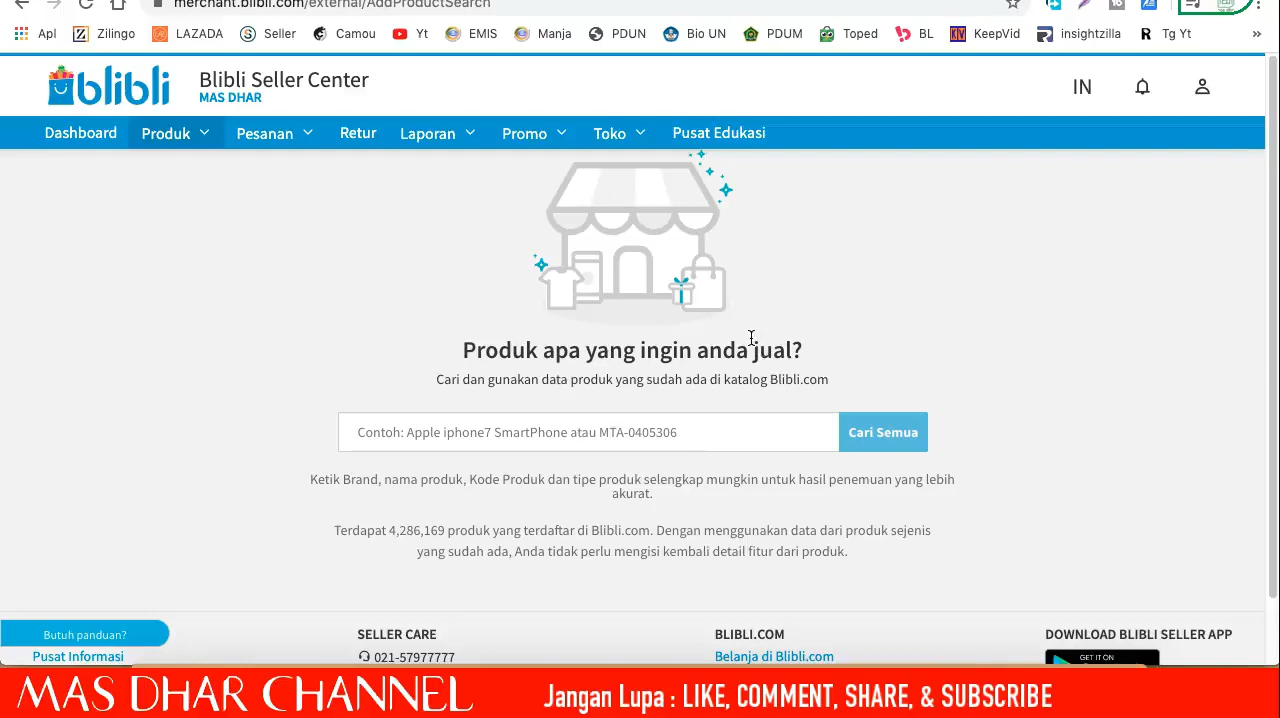 merchant.blibli.com/external/AddProductSearch
Apl Zilingo LAZADA Seller Camou Yt EMIS Manja PDUN Bio UN PDUM Toped BL KeepVid insightzilla Tg Yt »
blibli Blibli Seller Center
MAS DHAR
IN
Dashboard Produk Pesanan Retur Laporan Promo Toko Pusat Edukasi
Produk apa yang ingin anda jual?
Cari dan gunakan data produk yang sudah ada di katalog Blibli.com
Contoh: Apple iphone7 SmartPhone atau MTA-0405306 Cari Semua
Ketik Brand, nama produk, Kode Produk dan tipe produk selengkap mungkin untuk hasil penemuan yang lebih
akurat.
Terdapat 4,286,169 produk yang terdaftar di Blibli.com. Dengan menggunakan data dari produk sejenis
yang sudah ada, Anda tidak perlu mengisi kembali detail fitur dari produk.
Butuh panduan? SELLER CARE BLIBLI.COM DOWNLOAD BLIBLI SELLER APP
Pusat Informasi 021-57977777 Belanja di Blibli.com GET IT ON
MAS DHAR CHANNEL Jangan Lupa : LIKE, COMMENT, SHARE, & SUBSCRIBE